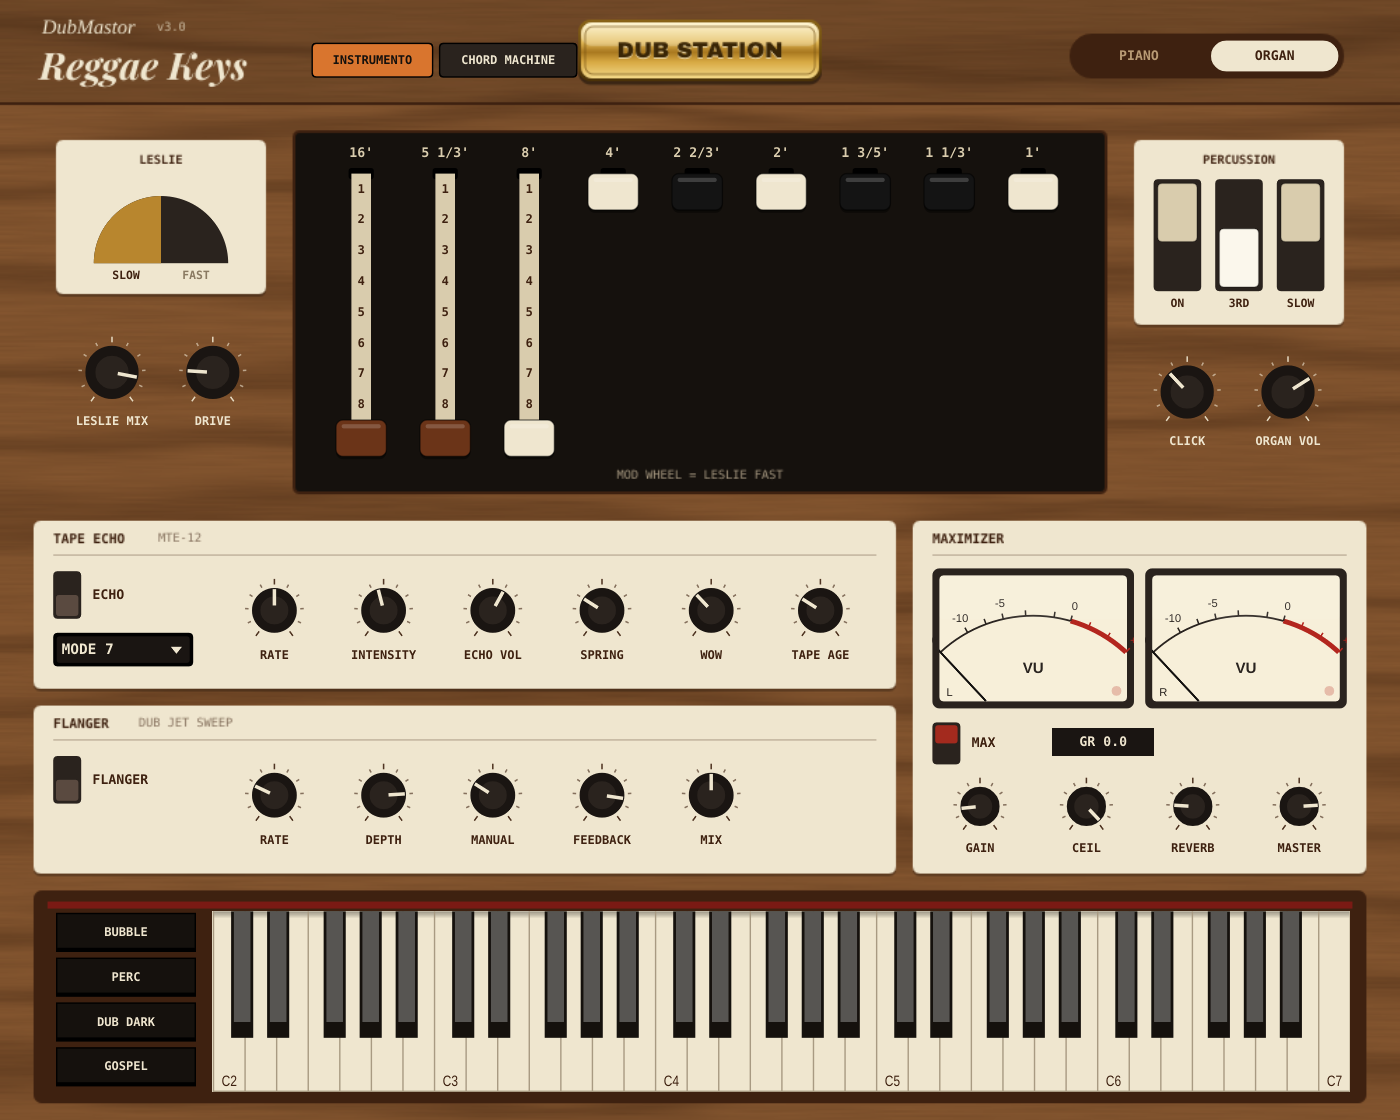 DubMaster v3.0
Reggae Keys
INSTRUMENTO
CHORD MACHINE
DUB STATION
PIANO
ORGAN
LESLIE
SLOW FAST
LESLIE MIX
DRIVE
16' 5 1/3' 8' 4' 2 2/3' 2' 1 3/5' 1 1/3' 1'
1 1 1
2 2 2
3 3 3
4 4 4
5 5 5
6 6 6
7 7 7
8 8 8
MOD WHEEL = LESLIE FAST
PERCUSSION
ON 3RD SLOW
CLICK
ORGAN VOL
TAPE ECHO MTE-12
ECHO
MODE 7
RATE INTENSITY ECHO VOL SPRING WOW TAPE AGE
FLANGER DUB JET SWEEP
FLANGER
RATE DEPTH MANUAL FEEDBACK MIX
MAXIMIZER
-10 -5 0
VU
L
-10 -5 0
VU
R
MAX
GR 0.0
GAIN CEIL REVERB MASTER
BUBBLE
PERC
DUB DARK
GOSPEL
C2 C3 C4 C5 C6 C7